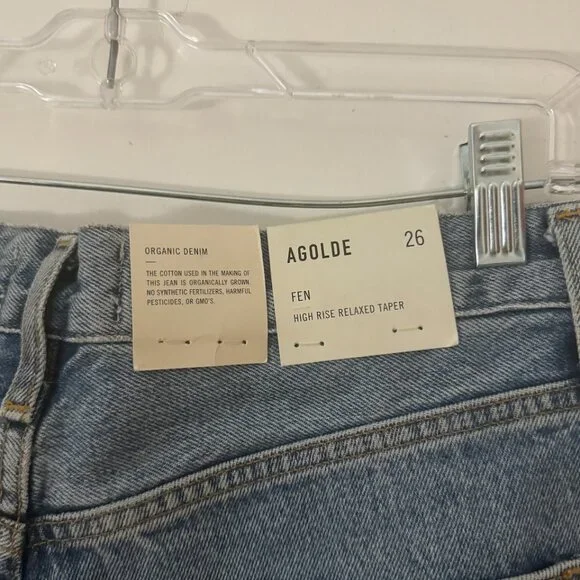 ORGANIC DENIM
THE COTTON USED IN THE MAKING OF
THIS JEAN IS ORGANICALLY GROWN.
NO SYNTHETIC FERTILIZERS, HARMFUL
PESTICIDES, OR GMO'S.
AGOLDE 26
FEN
HIGH RISE RELAXED TAPER